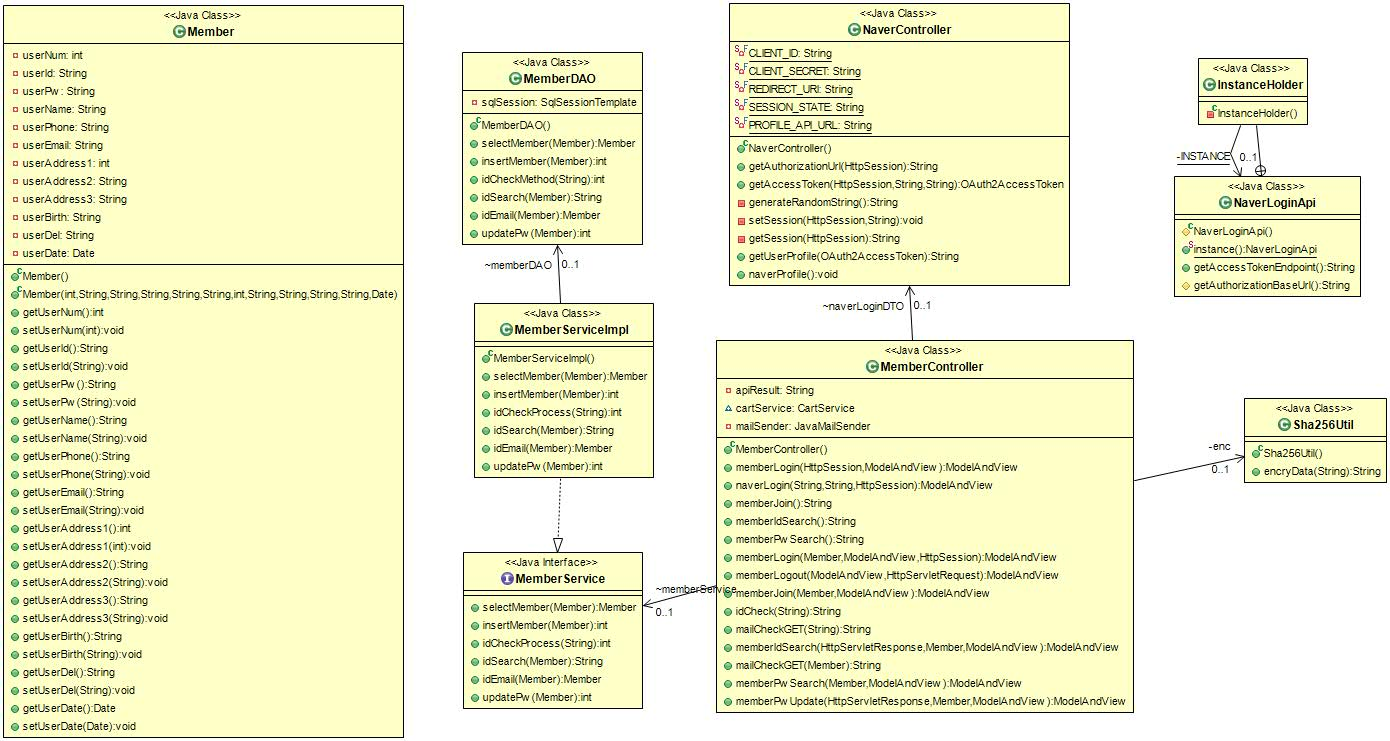 <<Java Class>>
Member
userNum: int
userId: String
userPw : String
userName: String
userPhone: String
userEmail: String
userAddress1: int
userAddress2: String
userAddress3: String
userBirth: String
userDel: String
userDate: Date
Member()
Member(int,String,String,String,String,String,int,String,String,String,String,Date)
getUserNum():int
setUserNum(int):void
getUserId():String
setUserId(String):void
getUserPw ():String
setUserPw (String):void
getUserName():String
setUserName(String):void
getUserPhone():String
setUserPhone(String):void
getUserEmail():String
setUserEmail(String):void
getUserAddress1():int
setUserAddress1(int):void
getUserAddress2():String
setUserAddress2(String):void
getUserAddress3():String
setUserAddress3(String):void
getUserBirth():String
setUserBirth(String):void
getUserDel():String
setUserDel(String):void
getUserDate():Date
setUserDate(Date):void
<<Java Class>>
MemberDAO
sqlSession: SqlSessionTemplate
MemberDAO()
selectMember(Member):Member
insertMember(Member):int
idCheckMethod(String):int
idSearch(Member):String
idEmail(Member):Member
updatePw (Member):int
~memberDAO
0..1
<<Java Class>>
MemberServiceImpl
MemberServiceImpl()
selectMember(Member):Member
insertMember(Member):int
idCheckProcess(String):int
idSearch(Member):String
idEmail(Member):Member
updatePw (Member):int
<<Java Interface>>
MemberService
selectMember(Member):Member
insertMember(Member):int
idCheckProcess(String):int
idSearch(Member):String
idEmail(Member):Member
updatePw (Member):int
~memberService
0..1
<<Java Class>>
NaverController
CLIENT_ID: String
CLIENT_SECRET: String
REDIRECT_URI: String
SESSION_STATE: String
PROFILE_API_URL: String
NaverController()
getAuthorizationUrl(HttpSession):String
getAccessToken(HttpSession,String,String):OAuth2AccessToken
generateRandomString():String
setSession(HttpSession,String):void
getSession(HttpSession):String
getUserProfile(OAuth2AccessToken):String
naverProfile():void
~naverLoginDTO
0..1
<<Java Class>>
MemberController
apiResult: String
cartService: CartService
mailSender: JavaMailSender
MemberController()
memberLogin(HttpSession,ModelAndView ):ModelAndView
naverLogin(String,String,HttpSession):ModelAndView
memberJoin():String
memberIdSearch():String
memberPw Search():String
memberLogin(Member,ModelAndView ,HttpSession):ModelAndView
memberLogout(ModelAndView ,HttpServletRequest):ModelAndView
memberJoin(Member,ModelAndView ):ModelAndView
idCheck(String):String
mailCheckGET(String):String
memberIdSearch(HttpServletResponse,Member,ModelAndView ):ModelAndView
mailCheckGET(Member):String
memberPw Search(Member,ModelAndView ):ModelAndView
memberPw Update(HttpServletResponse,Member,ModelAndView ):ModelAndView
<<Java Class>>
InstanceHolder
InstanceHolder()
-INSTANCE
0..1
<<Java Class>>
NaverLoginApi
NaverLoginApi()
instance():NaverLoginApi
getAccessTokenEndpoint():String
getAuthorizationBaseUrl():String
-enc
0..1
<<Java Class>>
Sha256Util
Sha256Util()
encryData(String):String